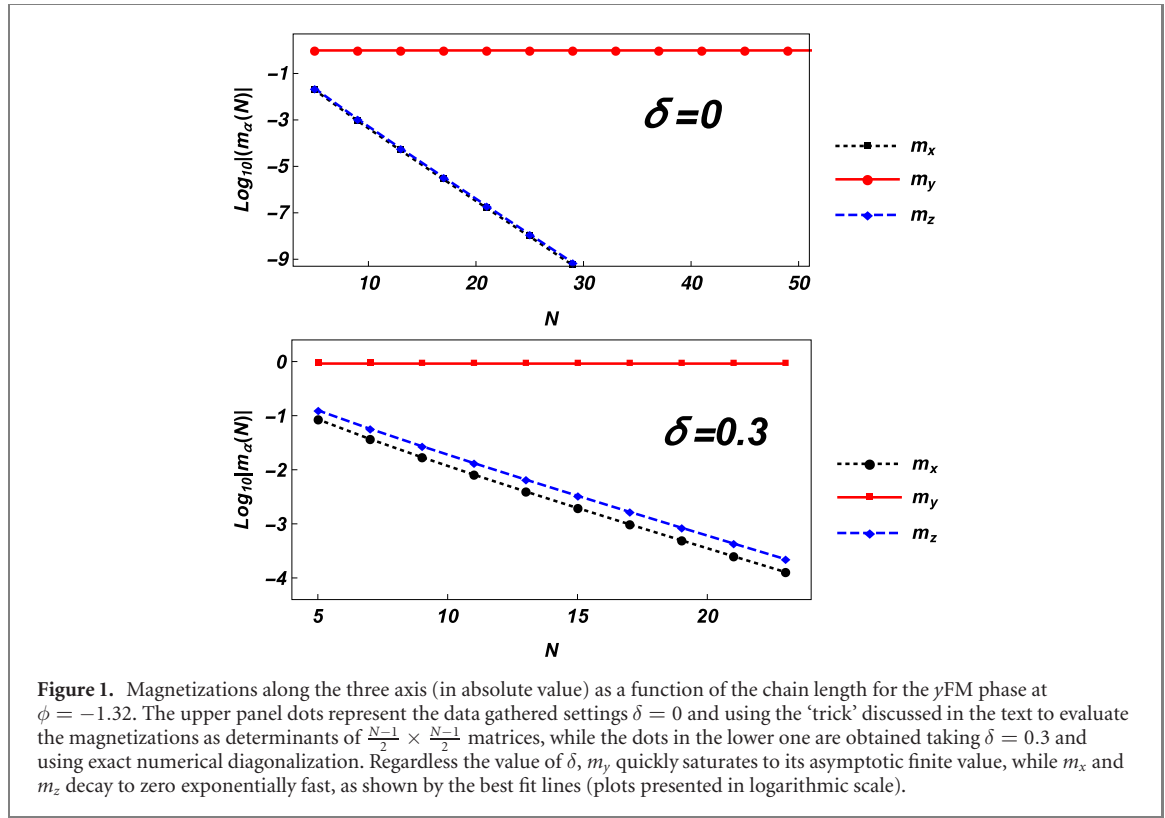 Log₁₀|(mα(N)|
−1
−3
−5
−7
−9
δ=0
10 20 30 40 50
N
mx
my
mz
Log₁₀|mα(N)|
0
−1
−2
−3
−4
δ=0.3
5 10 15 20
N
mx
my
mz
Figure 1. Magnetizations along the three axis (in absolute value) as a function of the chain length for the yFM phase at
ϕ = −1.32. The upper panel dots represent the data gathered settings δ = 0 and using the ‘trick’ discussed in the text to evaluate
the magnetizations as determinants of (N−1)/2 × (N−1)/2 matrices, while the dots in the lower one are obtained taking δ = 0.3 and
using exact numerical diagonalization. Regardless the value of δ, my quickly saturates to its asymptotic finite value, while mx and
mz decay to zero exponentially fast, as shown by the best fit lines (plots presented in logarithmic scale).